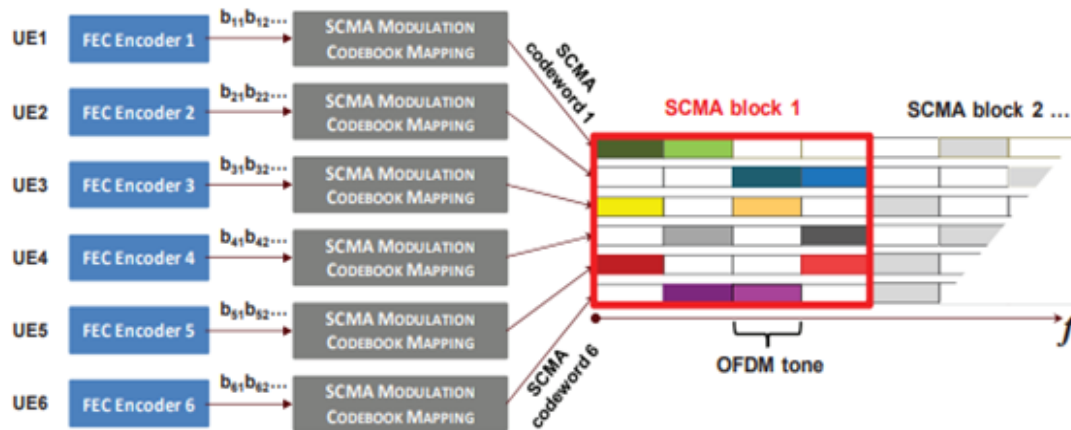 UE1
FEC Encoder 1
b11b12...
SCMA MODULATION
CODEBOOK MAPPING
UE2
FEC Encoder 2
b21b22...
SCMA MODULATION
CODEBOOK MAPPING
UE3
FEC Encoder 3
b31b32...
SCMA MODULATION
CODEBOOK MAPPING
UE4
FEC Encoder 4
b41b42...
SCMA MODULATION
CODEBOOK MAPPING
UE5
FEC Encoder 5
b51b52...
SCMA MODULATION
CODEBOOK MAPPING
UE6
FEC Encoder 6
b61b62...
SCMA MODULATION
CODEBOOK MAPPING
SCMA
codeword 1
SCMA block 1
SCMA block 2 ...
f
OFDM tone
SCMA
codeword 6